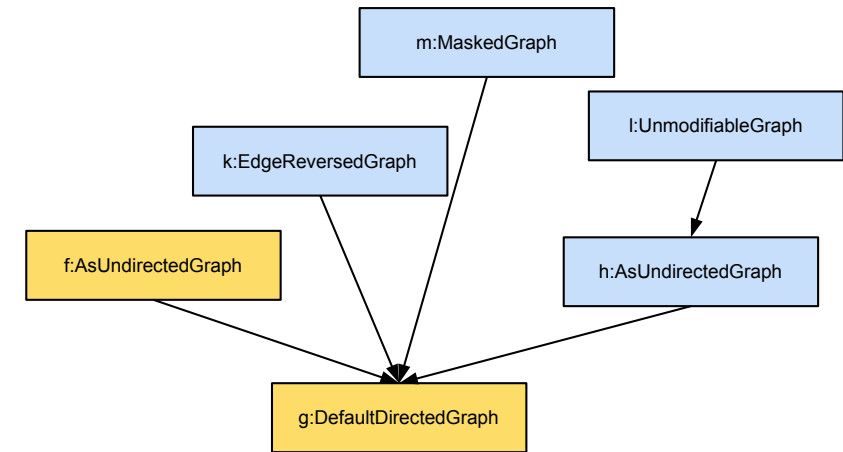 m:MaskedGraph
l:UnmodifiableGraph
k:EdgeReversedGraph
f:AsUndirectedGraph
h:AsUndirectedGraph
g:DefaultDirectedGraph